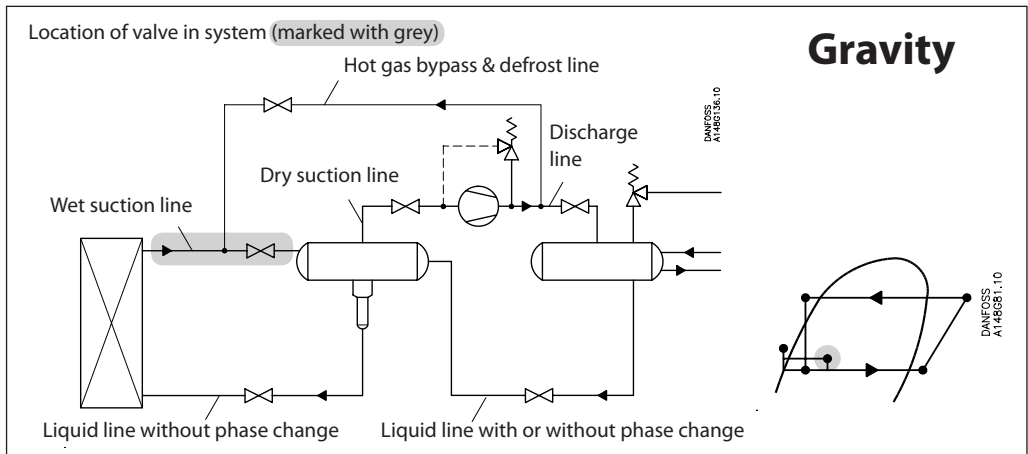 Location of valve in system (marked with grey)
Gravity
Hot gas bypass & defrost line
DANFOSS
A148G136.10
Discharge
line
Dry suction line
Wet suction line
DANFOSS
A148G81.10
Liquid line without phase change
Liquid line with or without phase change